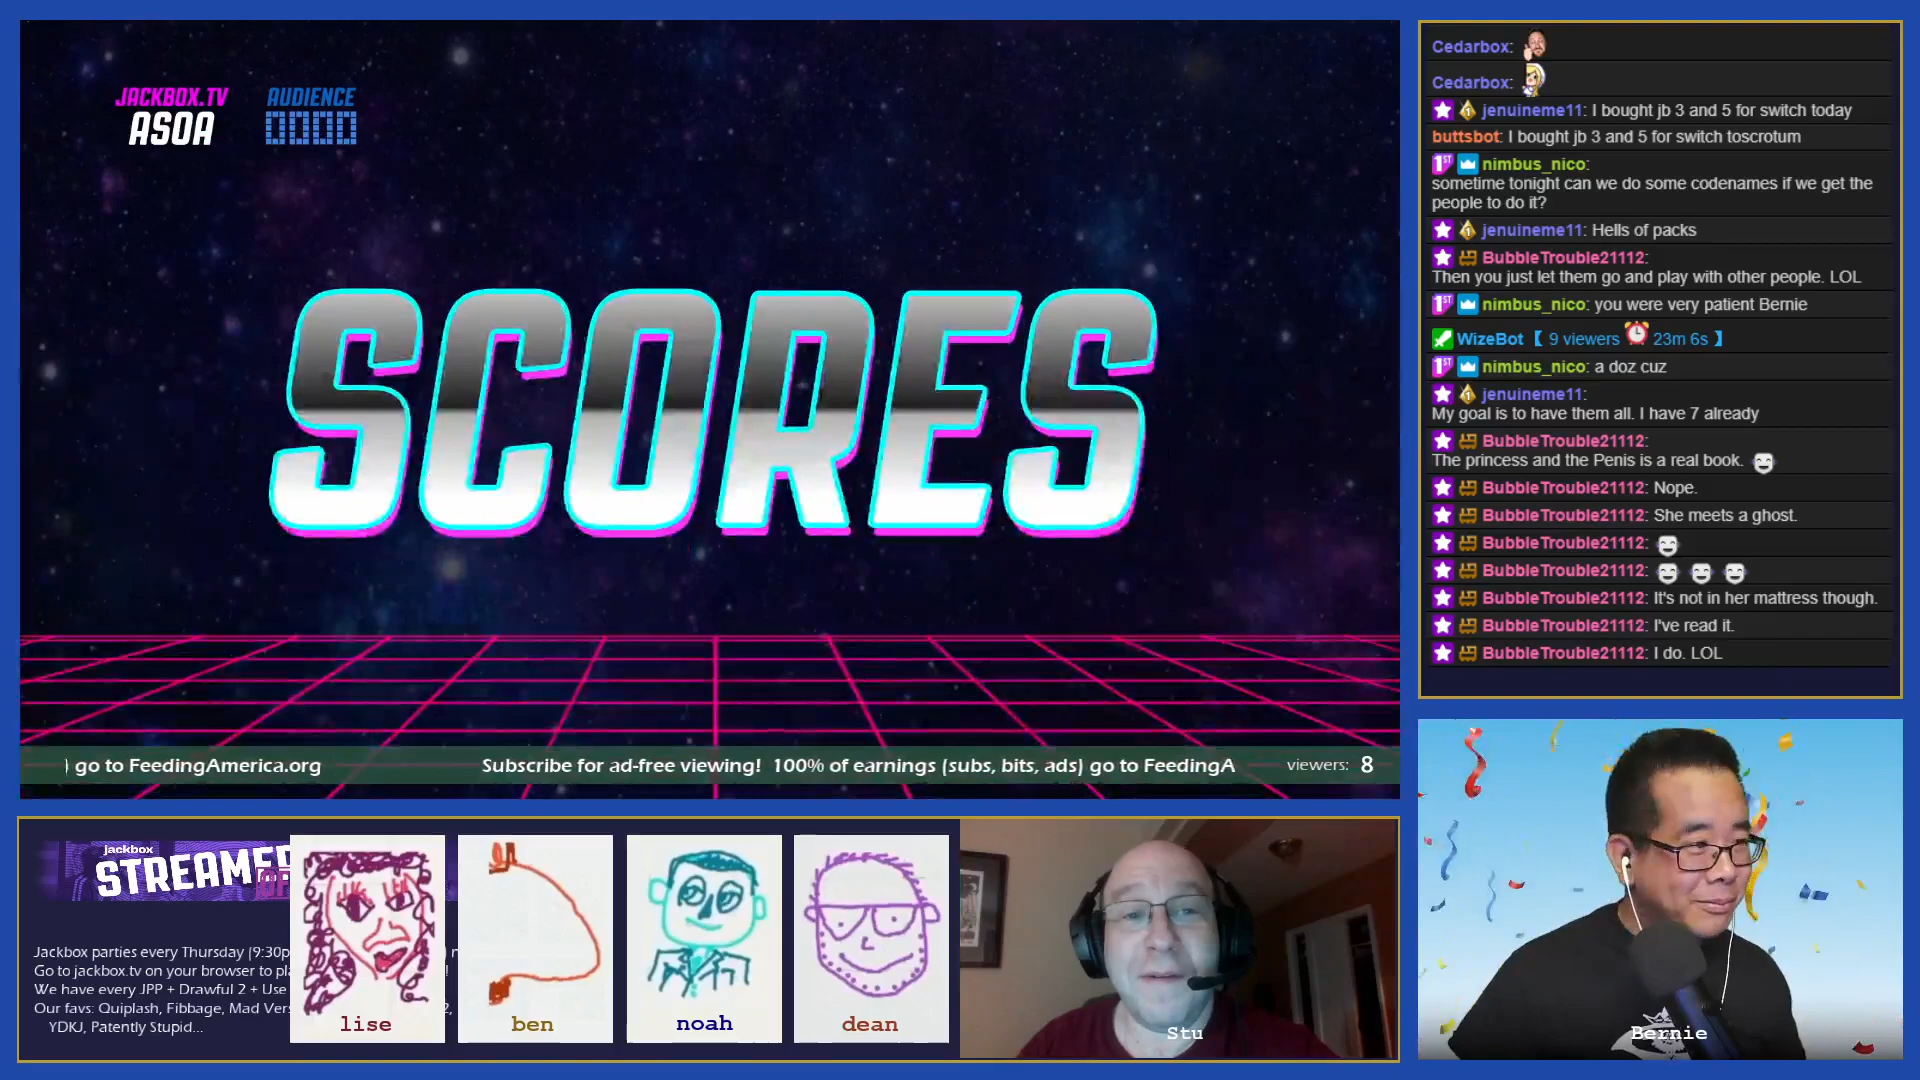 JACKBOX.TV
ASOA
AUDIENCE
SCORES
) go to FeedingAmerica.org
Subscribe for ad-free viewing! 100% of earnings (subs, bits, ads) go to FeedingA
viewers: 8
Cedarbox:
Cedarbox:
jenuineme11: I bought jb 3 and 5 for switch today
buttsbot: I bought jb 3 and 5 for switch toscrotum
1ST nimbus_nico:
sometime tonight can we do some codenames if we get the
people to do it?
jenuineme11: Hells of packs
BubbleTrouble21112:
Then you just let them go and play with other people. LOL
1ST nimbus_nico: you were very patient Bernie
WizeBot【 9 viewers 23m 6s 】
1ST nimbus_nico: a doz cuz
jenuineme11:
My goal is to have them all. I have 7 already
BubbleTrouble21112:
The princess and the Penis is a real book.
BubbleTrouble21112: Nope.
BubbleTrouble21112: She meets a ghost.
BubbleTrouble21112:
BubbleTrouble21112:
BubbleTrouble21112: It's not in her mattress though.
BubbleTrouble21112: I've read it.
BubbleTrouble21112: I do. LOL
jackbox
STREAMER
Jackbox parties every Thursday (9:30p
Go to jackbox.tv on your browser to pl
We have every JPP + Drawful 2 + Use
Our favs: Quiplash, Fibbage, Mad Ver
YDKJ, Patently Stupid...
lise
ben
noah
dean
Stu
Bernie